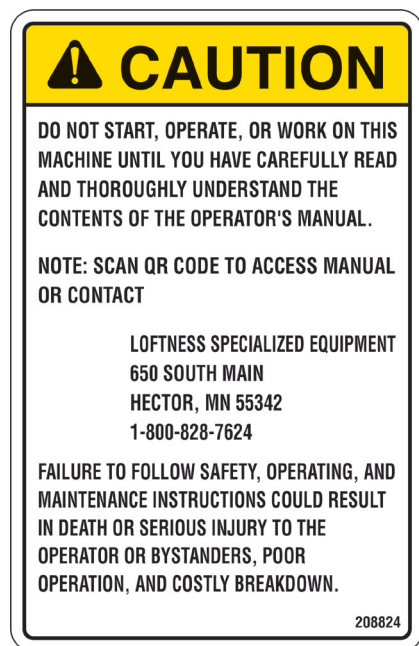 CAUTION
DO NOT START, OPERATE, OR WORK ON THIS
MACHINE UNTIL YOU HAVE CAREFULLY READ
AND THOROUGHLY UNDERSTAND THE
CONTENTS OF THE OPERATOR'S MANUAL.
NOTE: SCAN QR CODE TO ACCESS MANUAL
OR CONTACT
LOFTNESS SPECIALIZED EQUIPMENT
650 SOUTH MAIN
HECTOR, MN 55342
1-800-828-7624
FAILURE TO FOLLOW SAFETY, OPERATING, AND
MAINTENANCE INSTRUCTIONS COULD RESULT
IN DEATH OR SERIOUS INJURY TO THE
OPERATOR OR BYSTANDERS, POOR
OPERATION, AND COSTLY BREAKDOWN.
208824